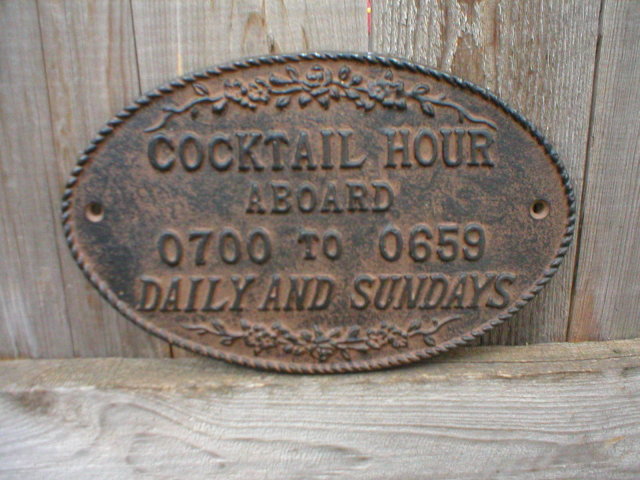 COCKTAIL HOUR
ABOARD
0700 TO 0659
DAILY AND SUNDAYS